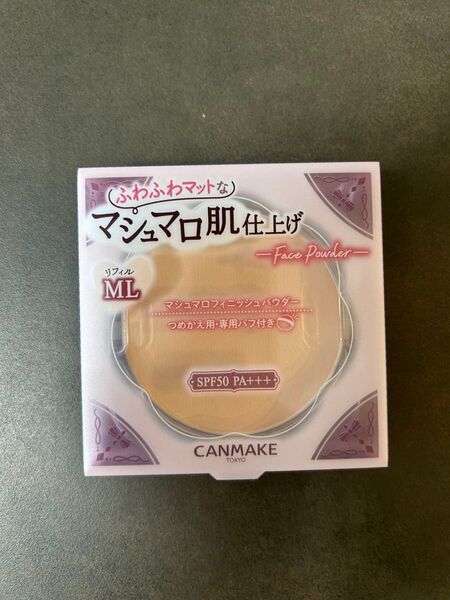 ふわふわマットな
マシュマロ肌仕上げ
Face Powder
リフィル
ML
マシュマロフィニッシュパウダー
つめかえ用・専用パフ付き
SPF50 PA+++
CANMAKE
TOKYO